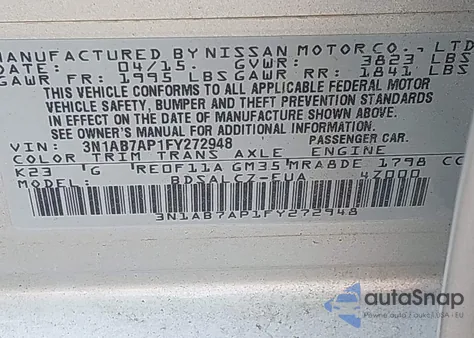 MANUFACTURED BY NISSAN MOTOR CO., LTD
DATE: 04/15. GVWR: 3823 LBS
GAWR FR: 1995 LBS GAWR RR: 1841 LBS
THIS VEHICLE CONFORMS TO ALL APPLICABLE FEDERAL MOTOR
VEHICLE SAFETY, BUMPER AND THEFT PREVENTION STANDARDS
IN EFFECT ON THE DATE OF MANUFACTURE SHOWN ABOVE.
SEE OWNER'S MANUAL FOR ADDITIONAL INFORMATION.
VIN: 3N1AB7AP1FY272948 PASSENGER CAR.
COLOR TRIM TRANS AXLE ENGINE
K23 G RE0F11A GM35 MRA8DE 1798 CC
MODEL: BDSALCZ-EUA 47000
3N1AB7AP1FY272948
autoSnap